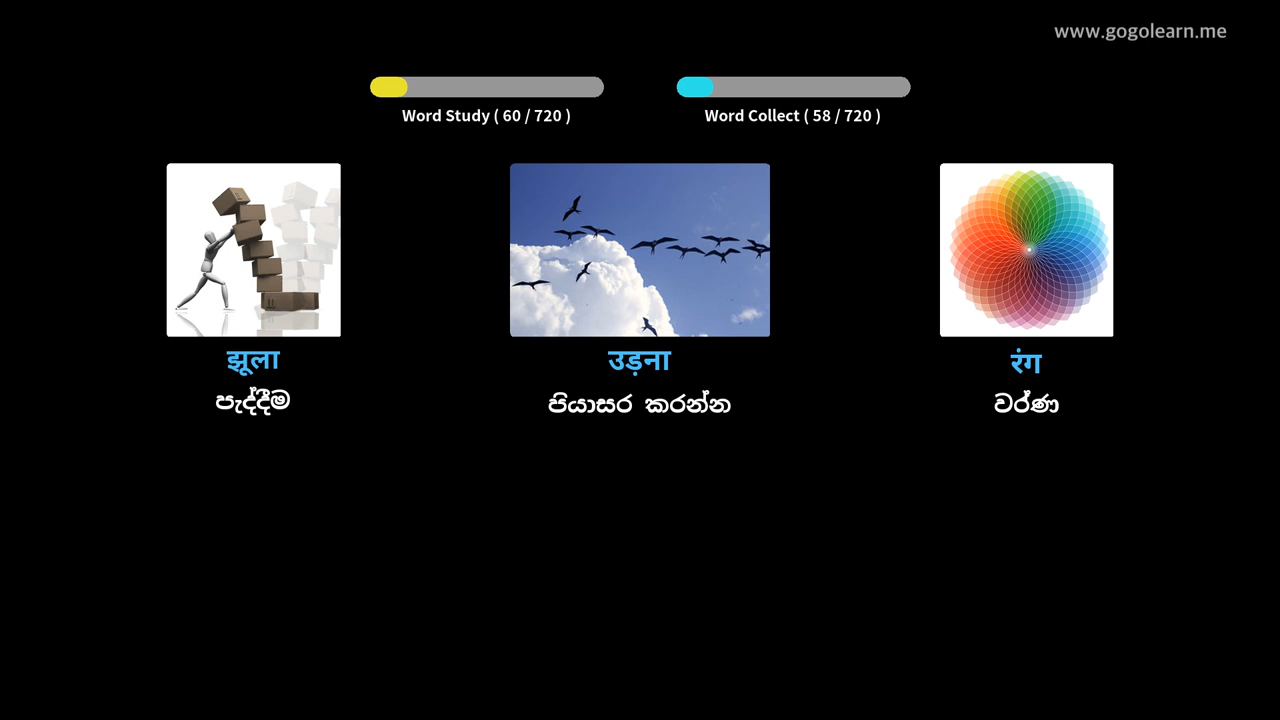 www.gogolearn.me
Word Study ( 60 / 720 )
Word Collect ( 58 / 720 )
झूला
उड़ना
रंग
පැද්දීම
පියාසර කරන්න
වර්ණ